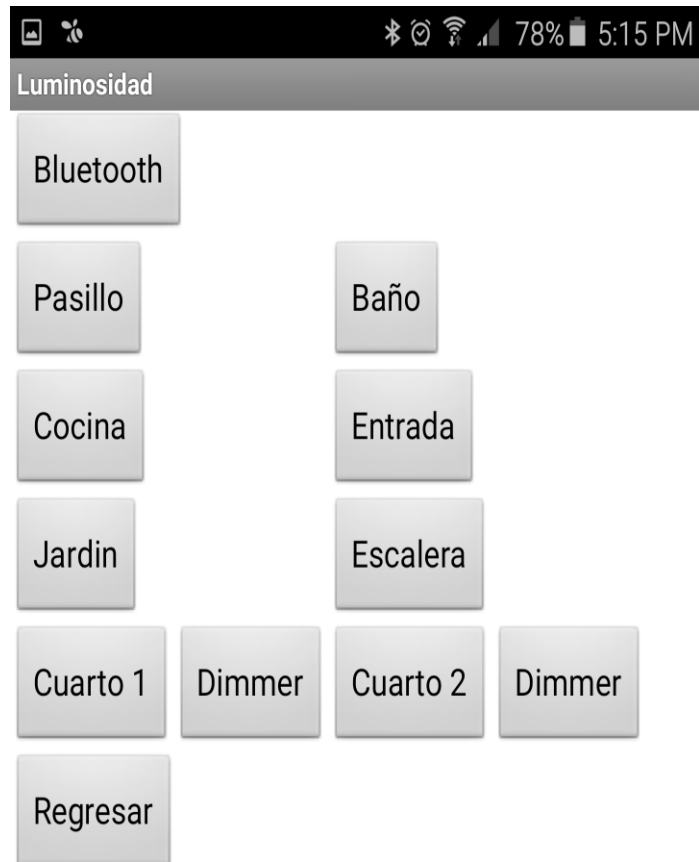 78% 5:15 PM
Luminosidad
Bluetooth
Pasillo Baño
Cocina Entrada
Jardin Escalera
Cuarto 1 Dimmer Cuarto 2 Dimmer
Regresar